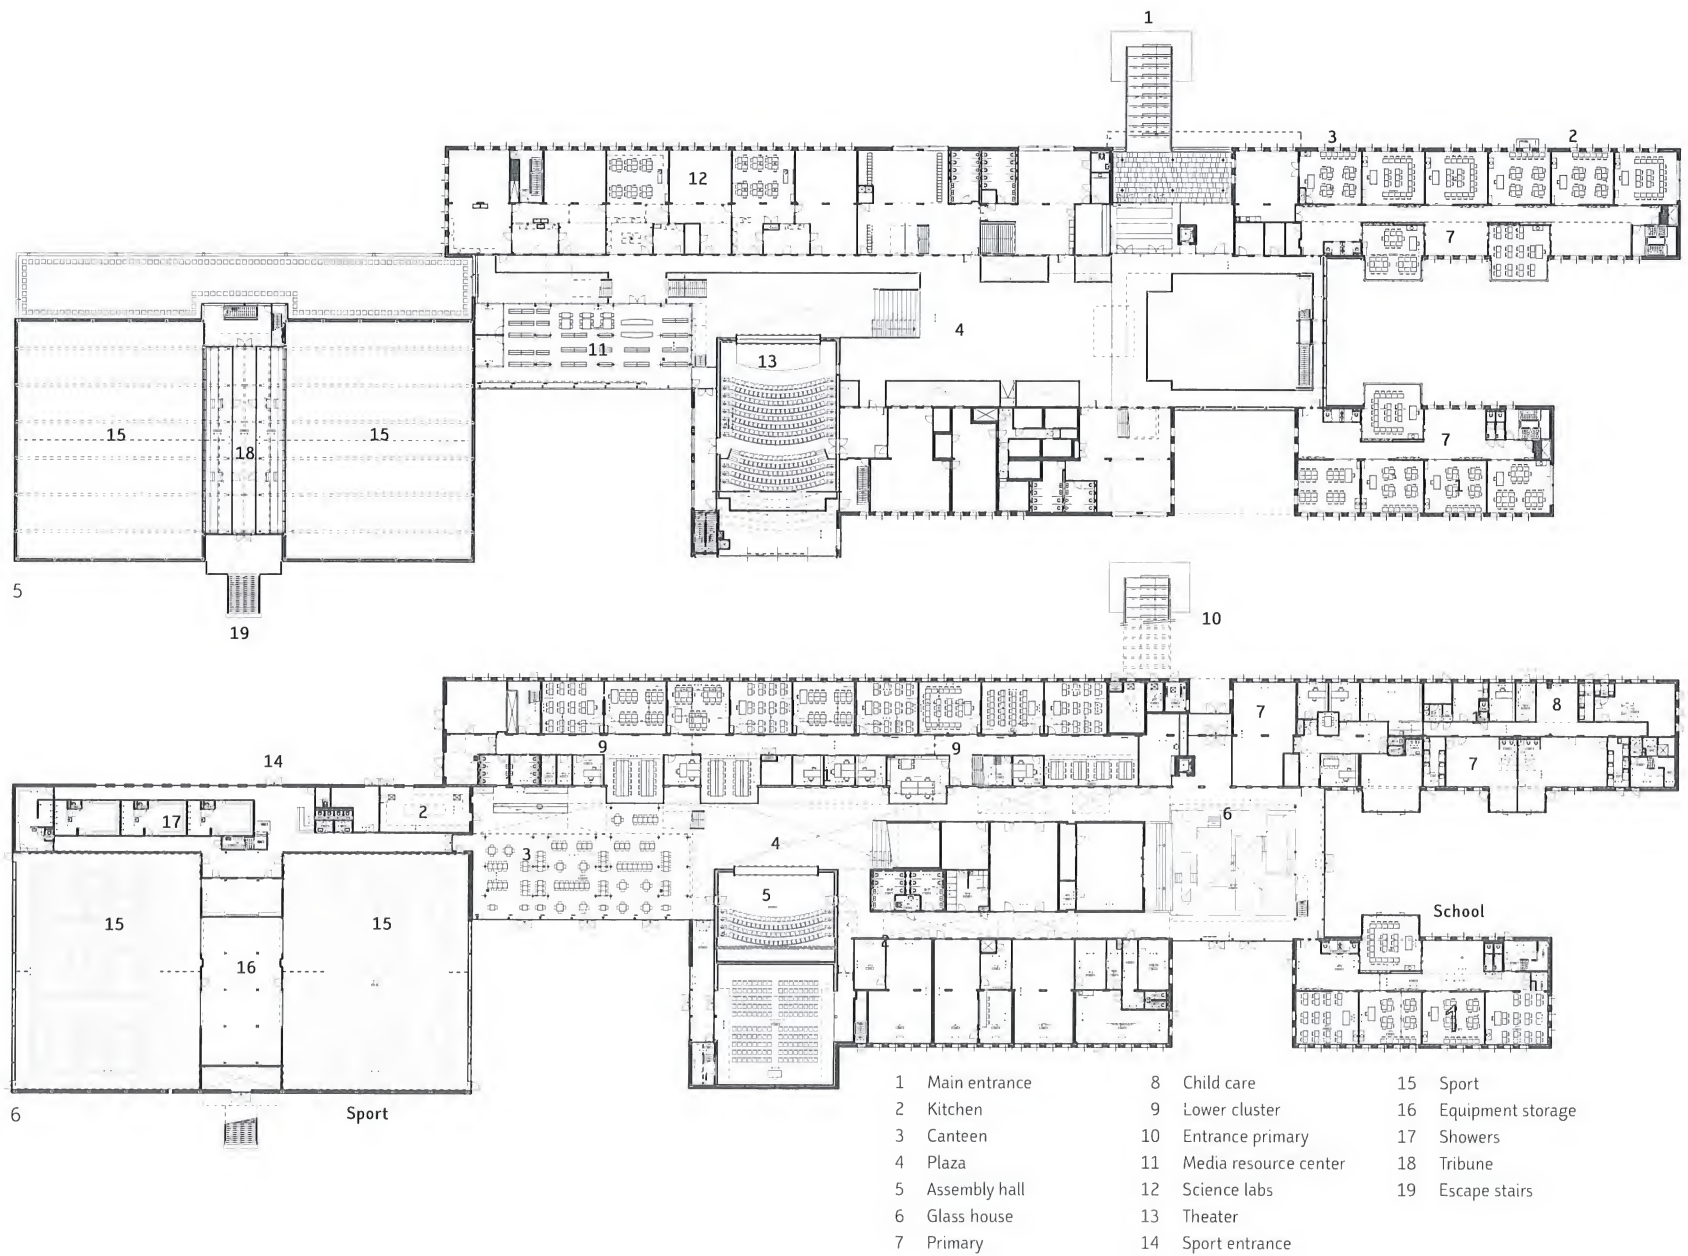 1
3
2
12
7
4
11
13
15
15
18
7
5
19
10
7
8
9
9
7
14
2
17
6
3
4
5
School
15
15
16
6
Sport
1 Main entrance
2 Kitchen
3 Canteen
4 Plaza
5 Assembly hall
6 Glass house
7 Primary
8 Child care
9 Lower cluster
10 Entrance primary
11 Media resource center
12 Science labs
13 Theater
14 Sport entrance
15 Sport
16 Equipment storage
17 Showers
18 Tribune
19 Escape stairs